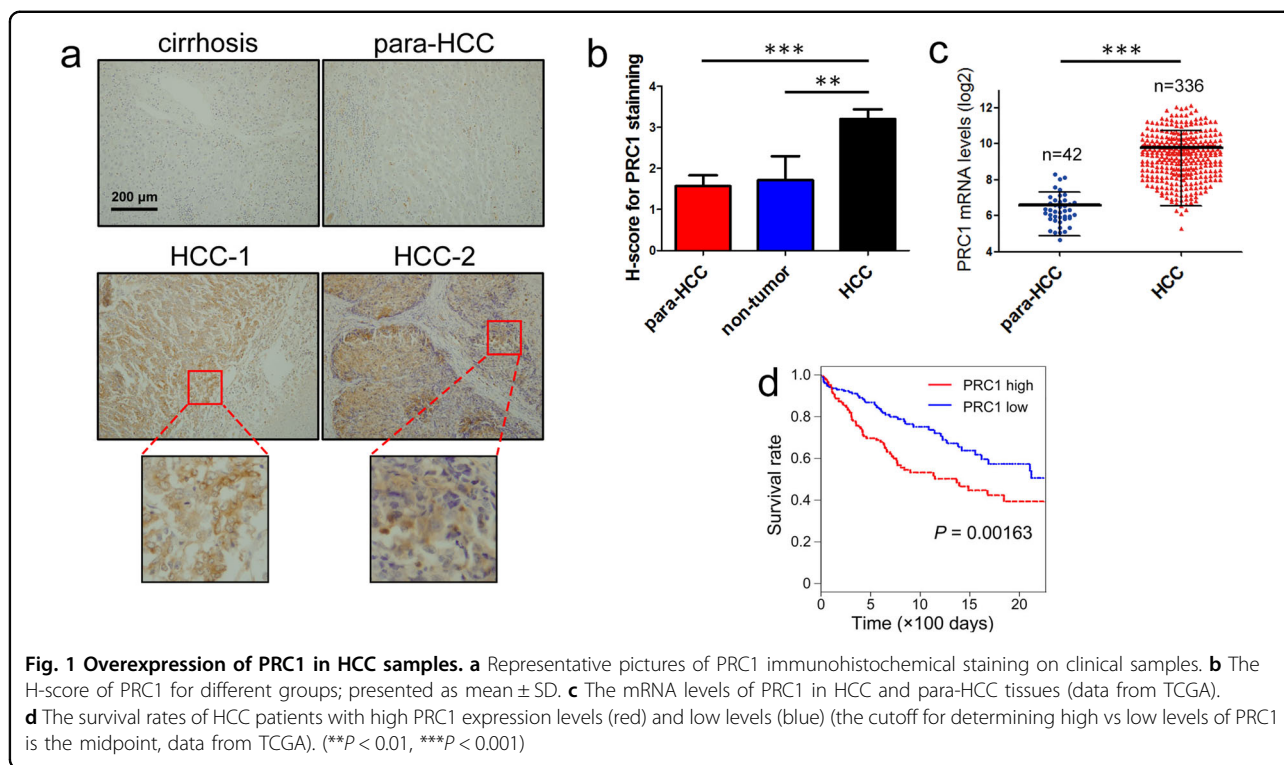 a
cirrhosis
para-HCC
200 µm
HCC-1
HCC-2
b
***
**
H-score for PRC1 stainning
4
3
2
1
0
para-HCC
non-tumor
HCC
c
***
n=336
n=42
PRC1 mRNA levels (log2)
12
10
8
6
4
para-HCC
HCC
d
PRC1 high
PRC1 low
Survival rate
1.0
0.8
0.6
0.4
0.2
0
P = 0.00163
0 5 10 15 20
Time (×100 days)
Fig. 1 Overexpression of PRC1 in HCC samples. a Representative pictures of PRC1 immunohistochemical staining on clinical samples. b The
H-score of PRC1 for different groups; presented as mean ± SD. c The mRNA levels of PRC1 in HCC and para-HCC tissues (data from TCGA).
d The survival rates of HCC patients with high PRC1 expression levels (red) and low levels (blue) (the cutoff for determining high vs low levels of PRC1
is the midpoint, data from TCGA). (**P < 0.01, ***P < 0.001)